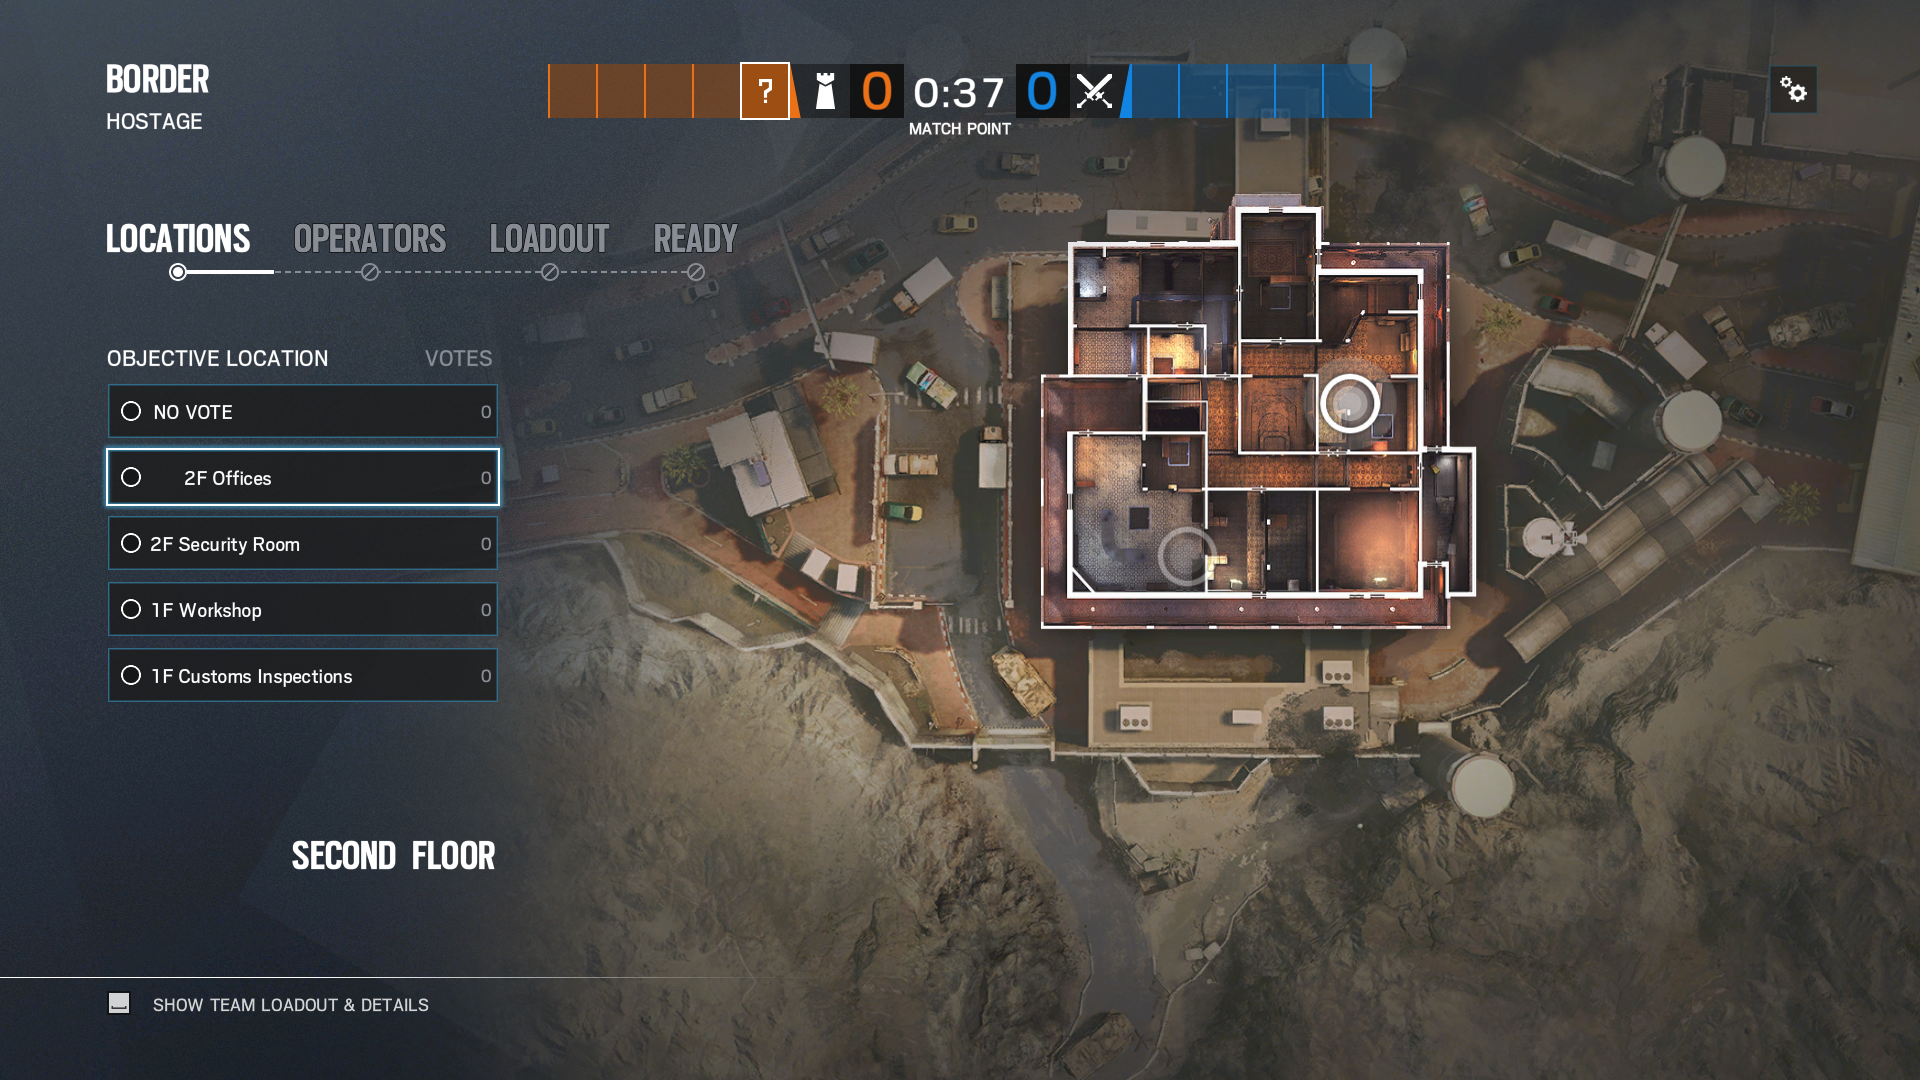 BORDER
HOSTAGE
?
0
0:37
0
MATCH POINT
LOCATIONS
OPERATORS
LOADOUT
READY
OBJECTIVE LOCATION
VOTES
NO VOTE
0
2F Offices
0
2F Security Room
0
1F Workshop
0
1F Customs Inspections
0
SECOND FLOOR
SHOW TEAM LOADOUT & DETAILS